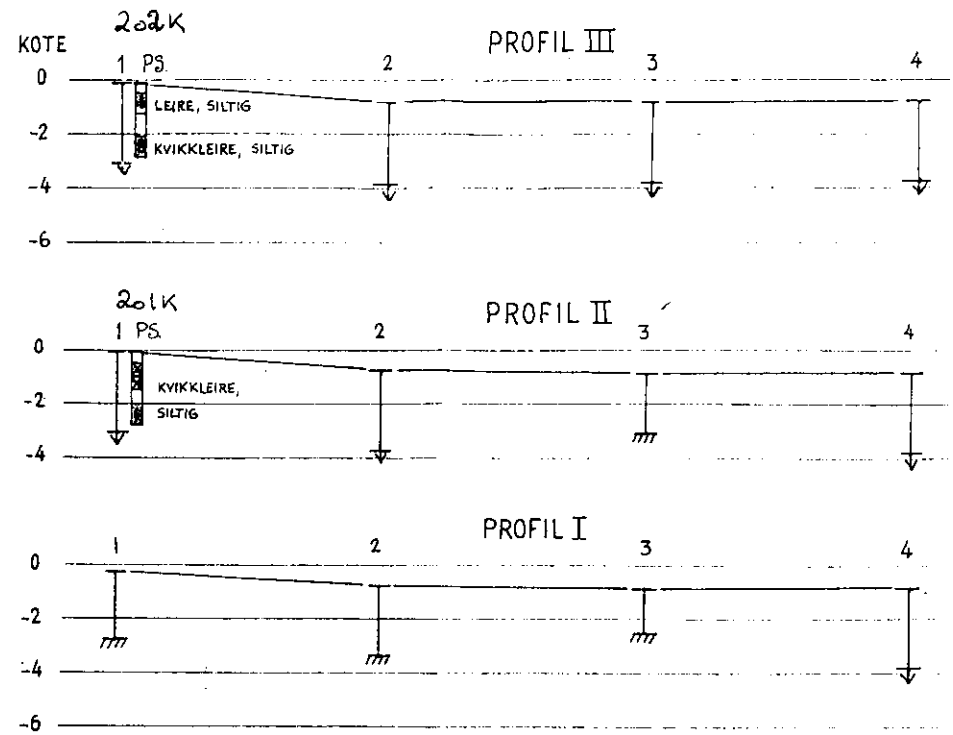 202K
KOTE
PROFIL III
1 PS. 2 3 4
0
LEIRE, SILTIG
-2
KVIKKLEIRE, SILTIG
-4
-6
201K
PROFIL II
1 PS. 2 3 4
0
KVIKKLEIRE,
-2
SILTIG
-4
PROFIL I
1 2 3 4
0
-2
-4
-6